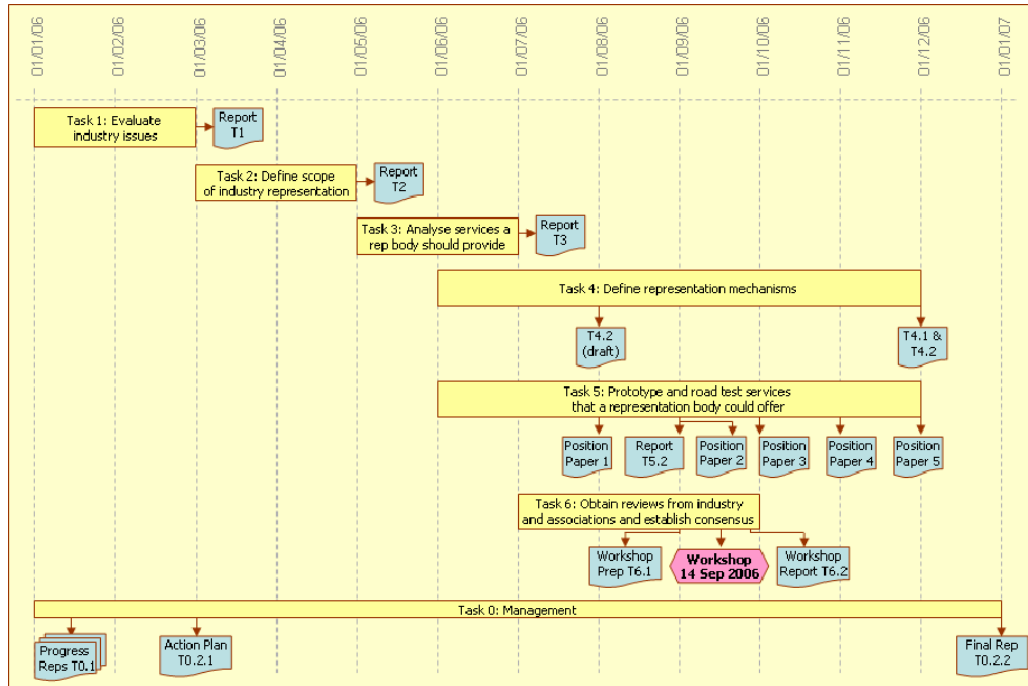 01/01/06
01/02/06
01/03/06
01/04/06
01/05/06
01/06/06
01/07/06
01/08/06
01/09/06
01/10/06
01/11/06
01/12/06
01/01/07
Task 1: Evaluate
industry issues
Report
T1
Task 2: Define scope
of industry representation
Report
T2
Task 3: Analyse services a
rep body should provide
Report
T3
Task 4: Define representation mechanisms
T4.2
(draft)
T4.1 &
T4.2
Task 5: Prototype and road test services
that a representation body could offer
Position
Paper 1
Report
T5.2
Position
Paper 2
Position
Paper 3
Position
Paper 4
Position
Paper 5
Task 6: Obtain reviews from industry
and associations and establish consensus
Workshop
Prep T6.1
Workshop
14 Sep 2006
Workshop
Report T6.2
Task 0: Management
Progress
Reps T0.1
Action Plan
T0.2.1
Final Rep
T0.2.2